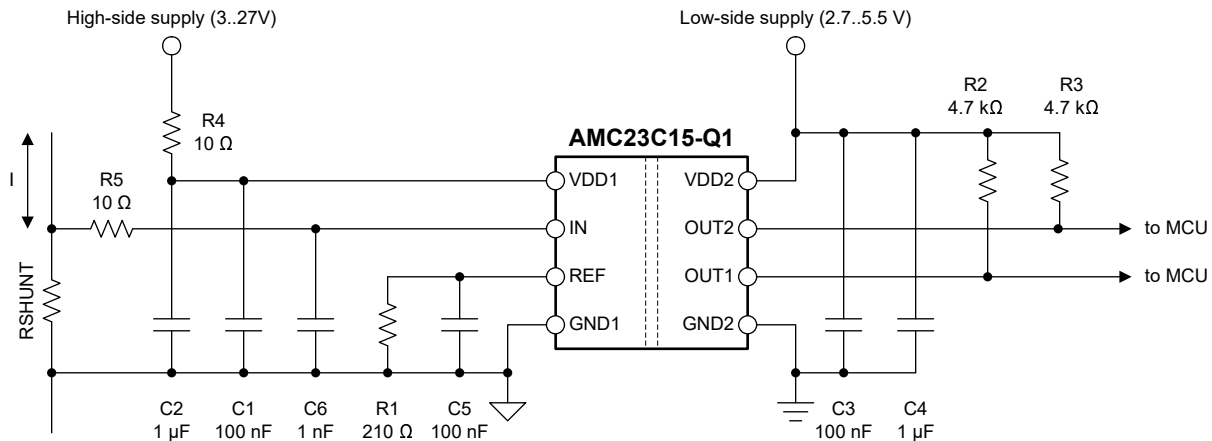 High-side supply (3..27V)
Low-side supply (2.7..5.5 V)
R4
10 Ω
R2
4.7 kΩ
R3
4.7 kΩ
AMC23C15-Q1
I
R5
10 Ω
VDD1
VDD2
IN
OUT2
to MCU
REF
OUT1
to MCU
RSHUNT
GND1
GND2
C2
1 µF
C1
100 nF
C6
1 nF
R1
210 Ω
C5
100 nF
C3
100 nF
C4
1 µF